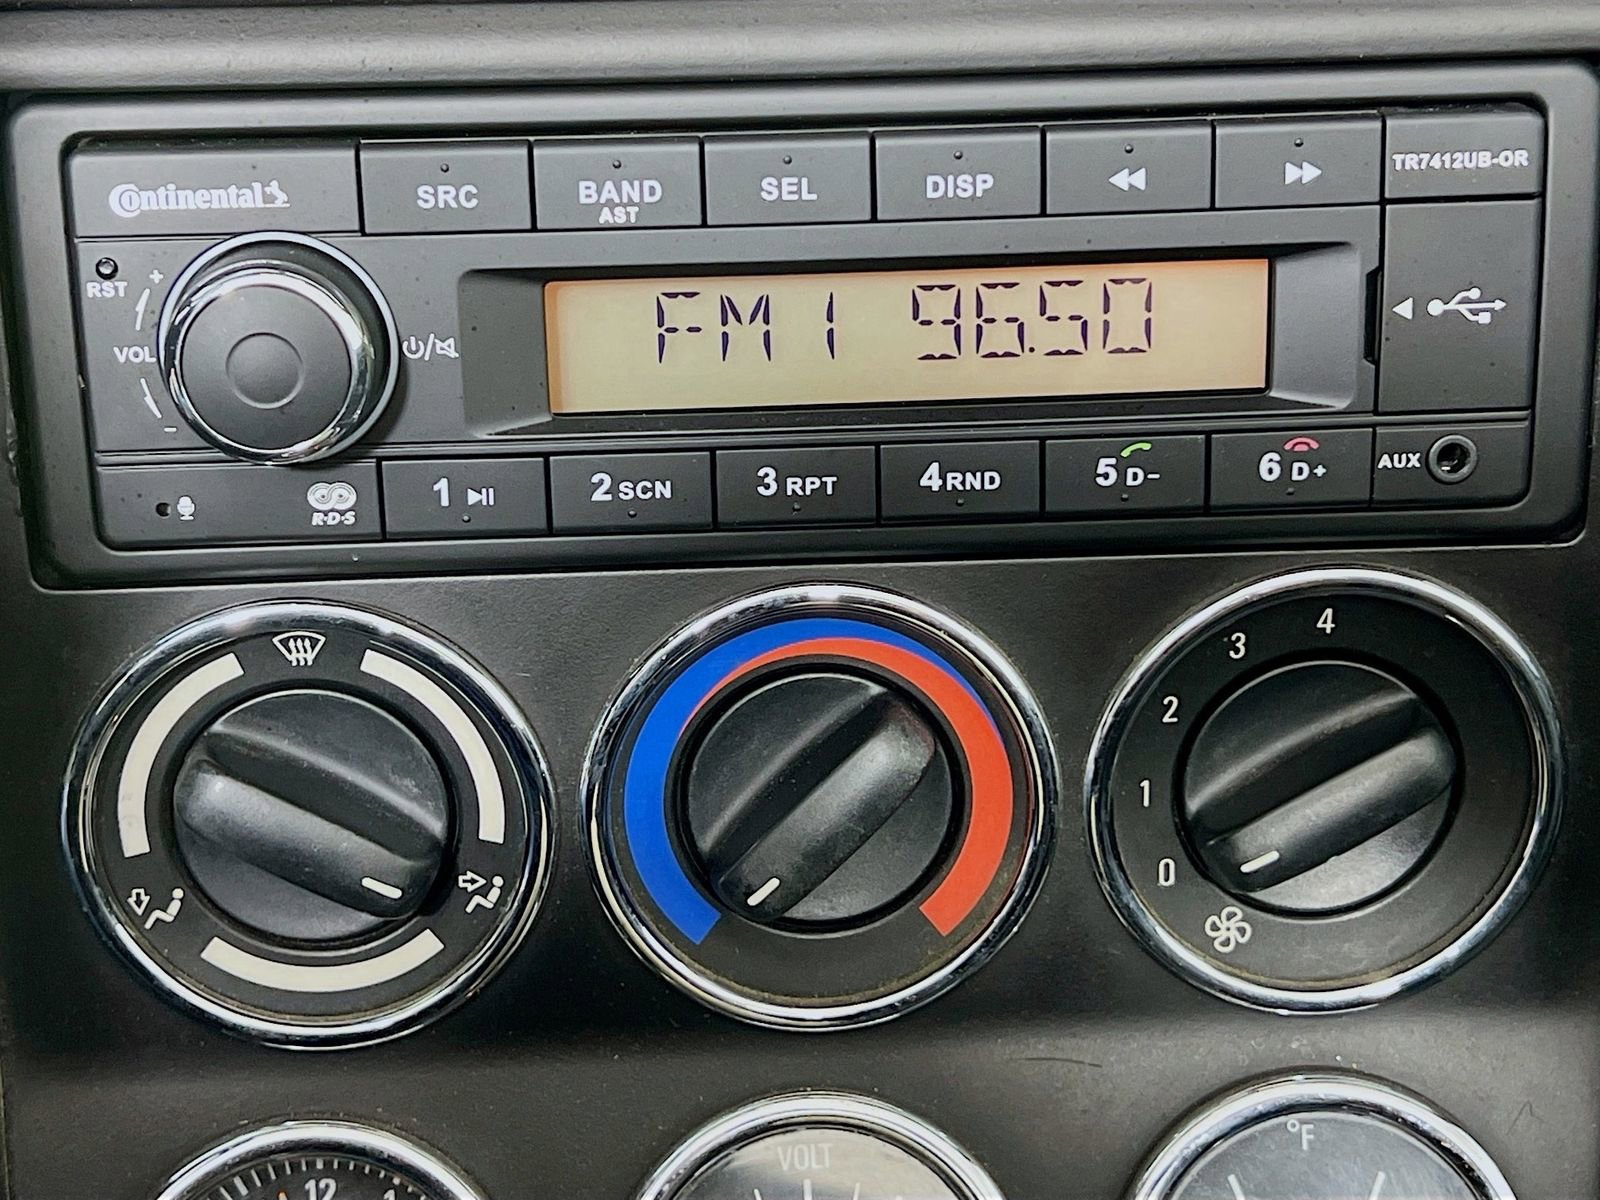 Continental
SRC
BAND
AST
SEL
DISP
TR7412UB-OR
RST
+
VOL
-
FM1 96.50
R·D·S
1
2 SCN
3 RPT
4 RND
5 D-
6 D+
AUX
4
3
2
1
0
12
1
VOLT
°F